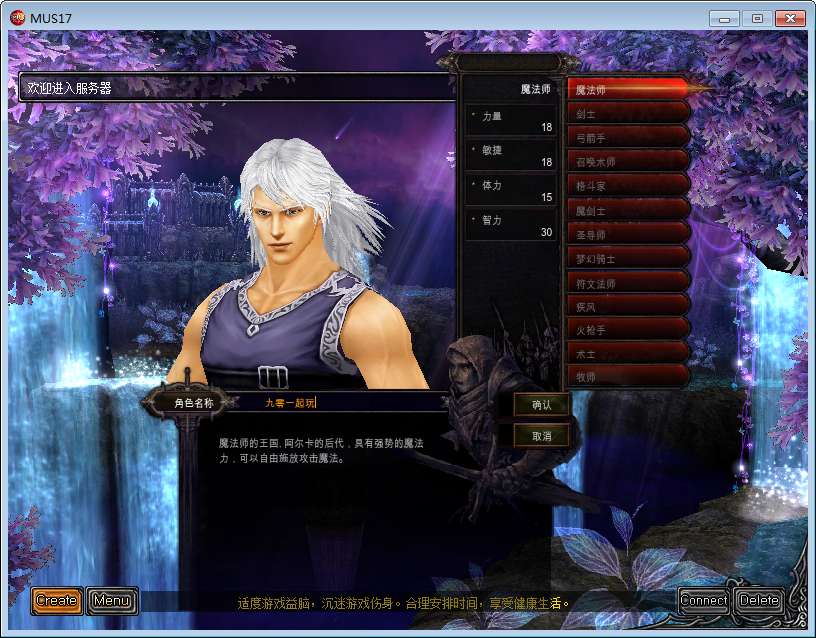 MUS17
欢迎进入服务器
魔法师
力量
18
敏捷
18
体力
15
智力
30
魔法师
剑士
弓箭手
召唤术师
格斗家
魔剑士
圣导师
梦幻骑士
符文法师
疾风
火枪手
术士
牧师
角色名称
九零一起玩
确认
取消
魔法师的王国,阿尔卡的后代，具有强势的魔法
力，可以自由施放攻击魔法。
Create
Menu
适度游戏益脑，沉迷游戏伤身。合理安排时间，享受健康生活。
Connect
Delete